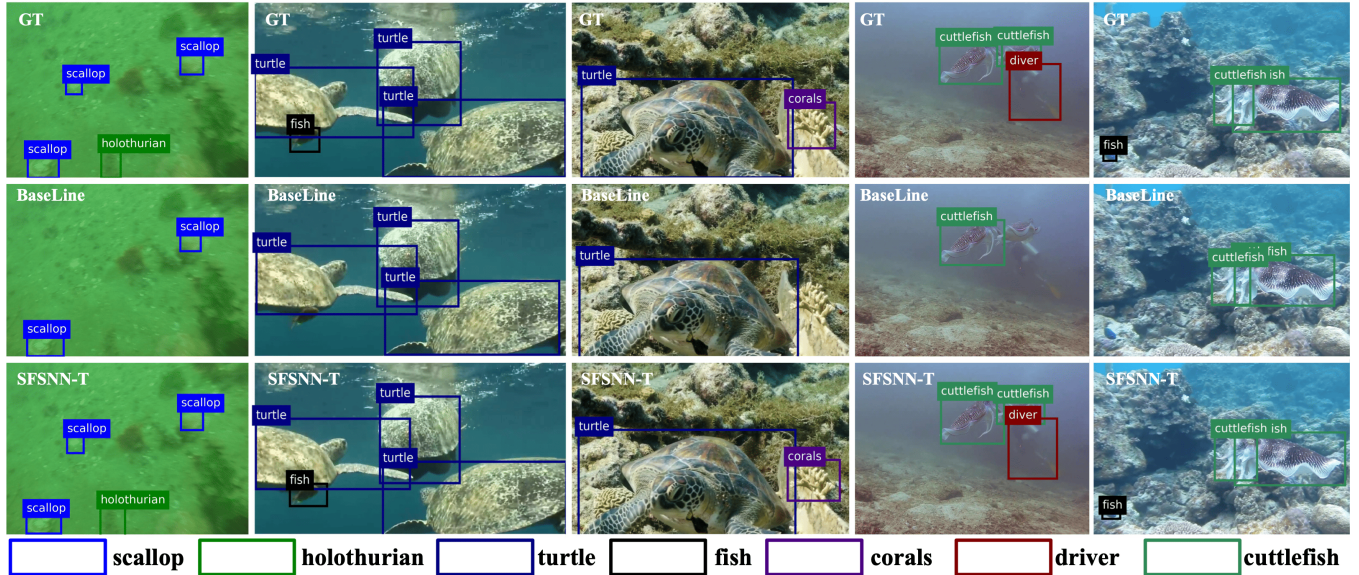 GT
scallop
scallop
scallop
holothurian
GT
turtle
turtle
turtle
fish
GT
turtle
corals
GT
cuttlefish
cuttlefish
diver
GT
cuttlefish ish
fish
BaseLine
scallop
scallop
BaseLine
turtle
turtle
turtle
BaseLine
turtle
BaseLine
cuttlefish
BaseLine
cuttlefish fish
SFSNN-T
scallop
scallop
scallop
holothurian
SFSNN-T
turtle
turtle
turtle
fish
SFSNN-T
turtle
corals
SFSNN-T
cuttlefish
cuttlefish
diver
SFSNN-T
cuttlefish ish
fish
scallop holothurian turtle fish corals driver cuttlefish